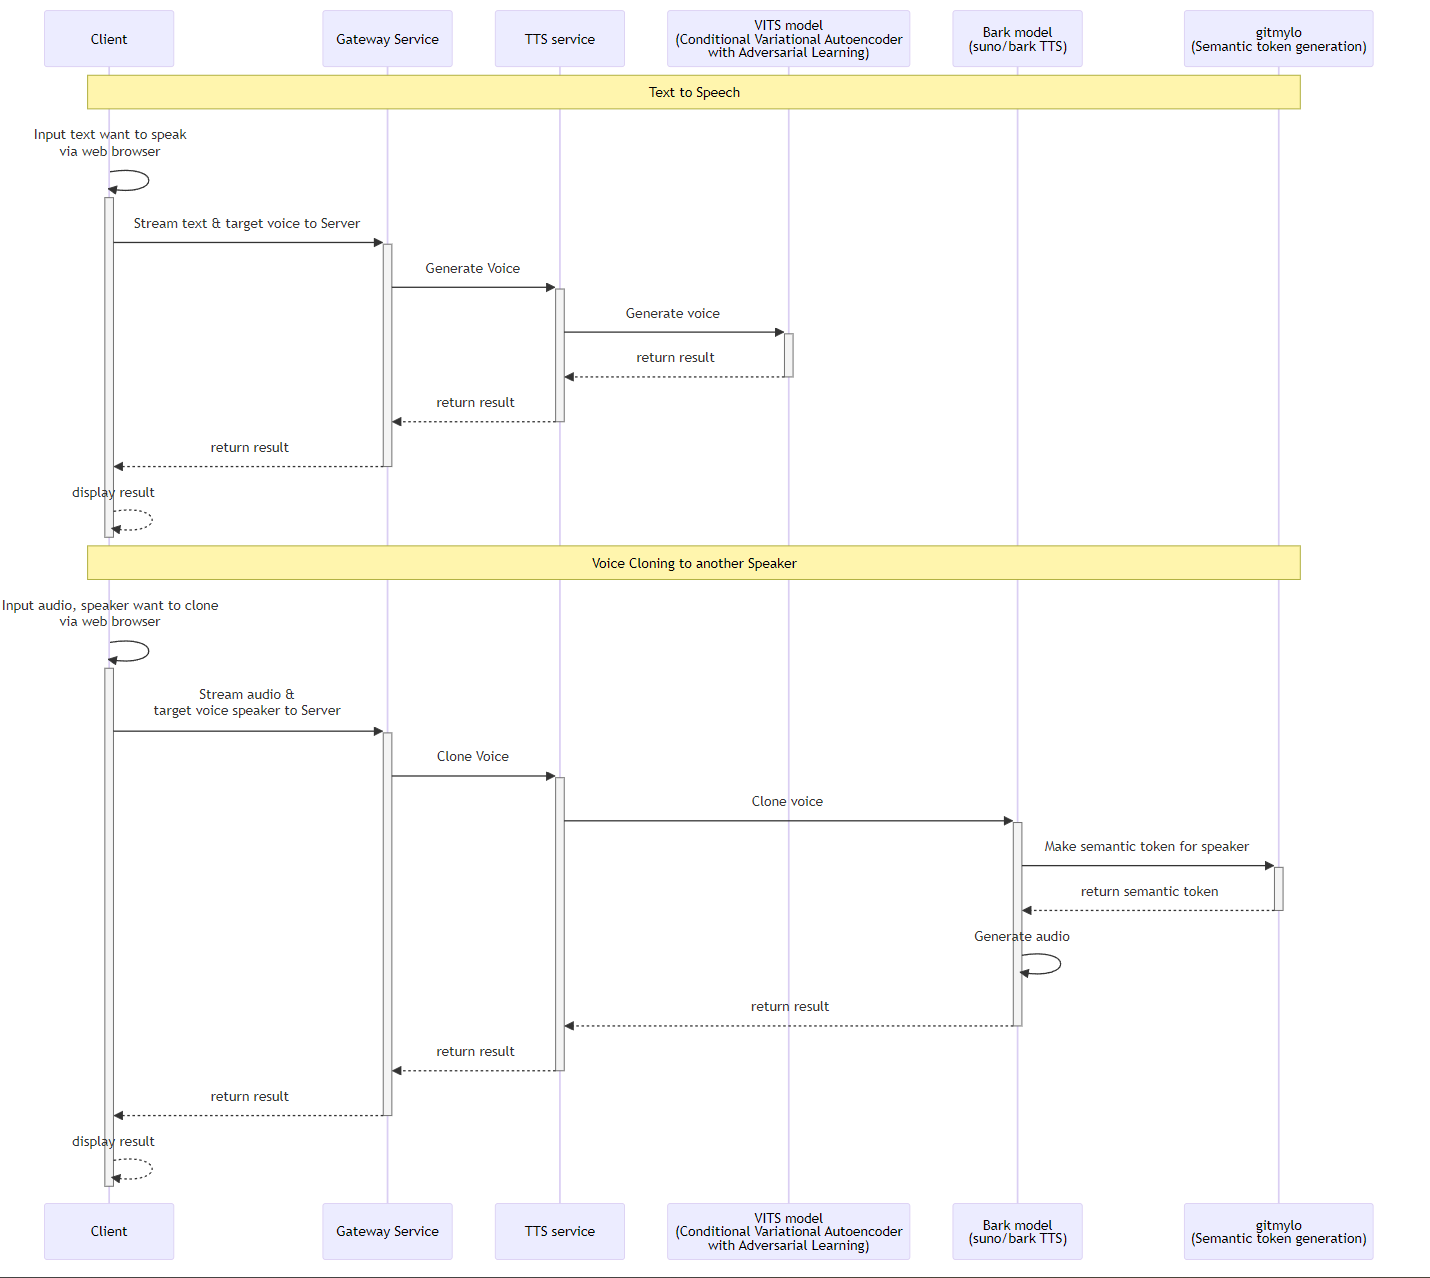 Client
Gateway Service
TTS service
VITS model
(Conditional Variational Autoencoder
with Adversarial Learning)
Bark model
(suno/bark TTS)
gitmylo
(Semantic token generation)
Text to Speech
Input text want to speak
via web browser
Stream text & target voice to Server
Generate Voice
Generate voice
return result
return result
return result
display result
Voice Cloning to another Speaker
Input audio, speaker want to clone
via web browser
Stream audio &
target voice speaker to Server
Clone Voice
Clone voice
Make semantic token for speaker
return semantic token
Generate audio
return result
return result
return result
display result
Client
Gateway Service
TTS service
VITS model
(Conditional Variational Autoencoder
with Adversarial Learning)
Bark model
(suno/bark TTS)
gitmylo
(Semantic token generation)